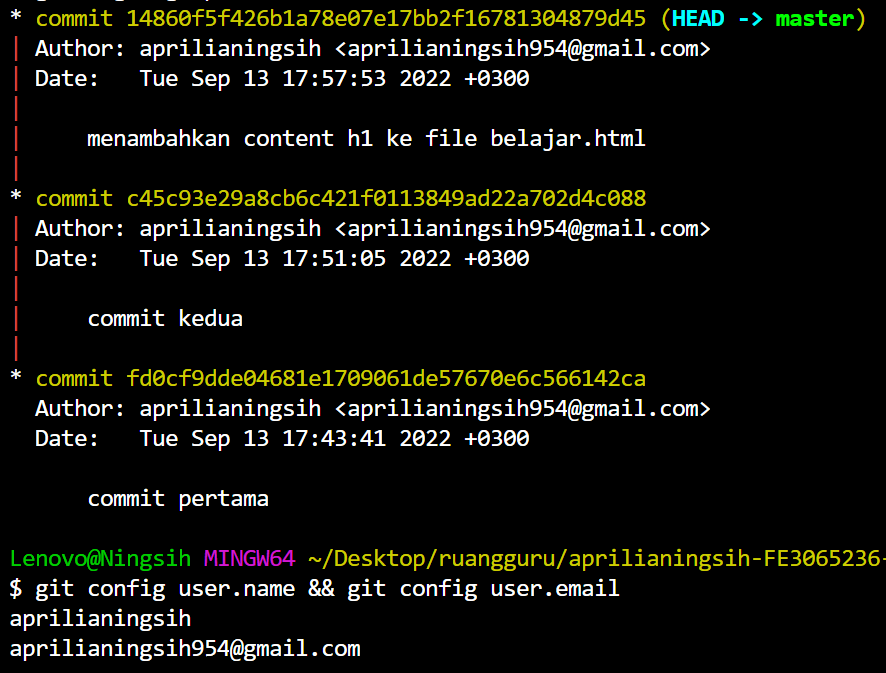 * commit 14860f5f426b1a78e07e17bb2f16781304879d45 (HEAD -> master)
| Author: aprilianingsih <aprilianingsih954@gmail.com>
| Date:   Tue Sep 13 17:57:53 2022 +0300
|
|     menambahkan content h1 ke file belajar.html
|
* commit c45c93e29a8cb6c421f0113849ad22a702d4c088
| Author: aprilianingsih <aprilianingsih954@gmail.com>
| Date:   Tue Sep 13 17:51:05 2022 +0300
|
|     commit kedua
|
* commit fd0cf9dde04681e1709061de57670e6c566142ca
  Author: aprilianingsih <aprilianingsih954@gmail.com>
  Date:   Tue Sep 13 17:43:41 2022 +0300

      commit pertama

Lenovo@Ningsih MINGW64 ~/Desktop/ruangguru/aprilianingsih-FE3065236-
$ git config user.name && git config user.email
aprilianingsih
aprilianingsih954@gmail.com